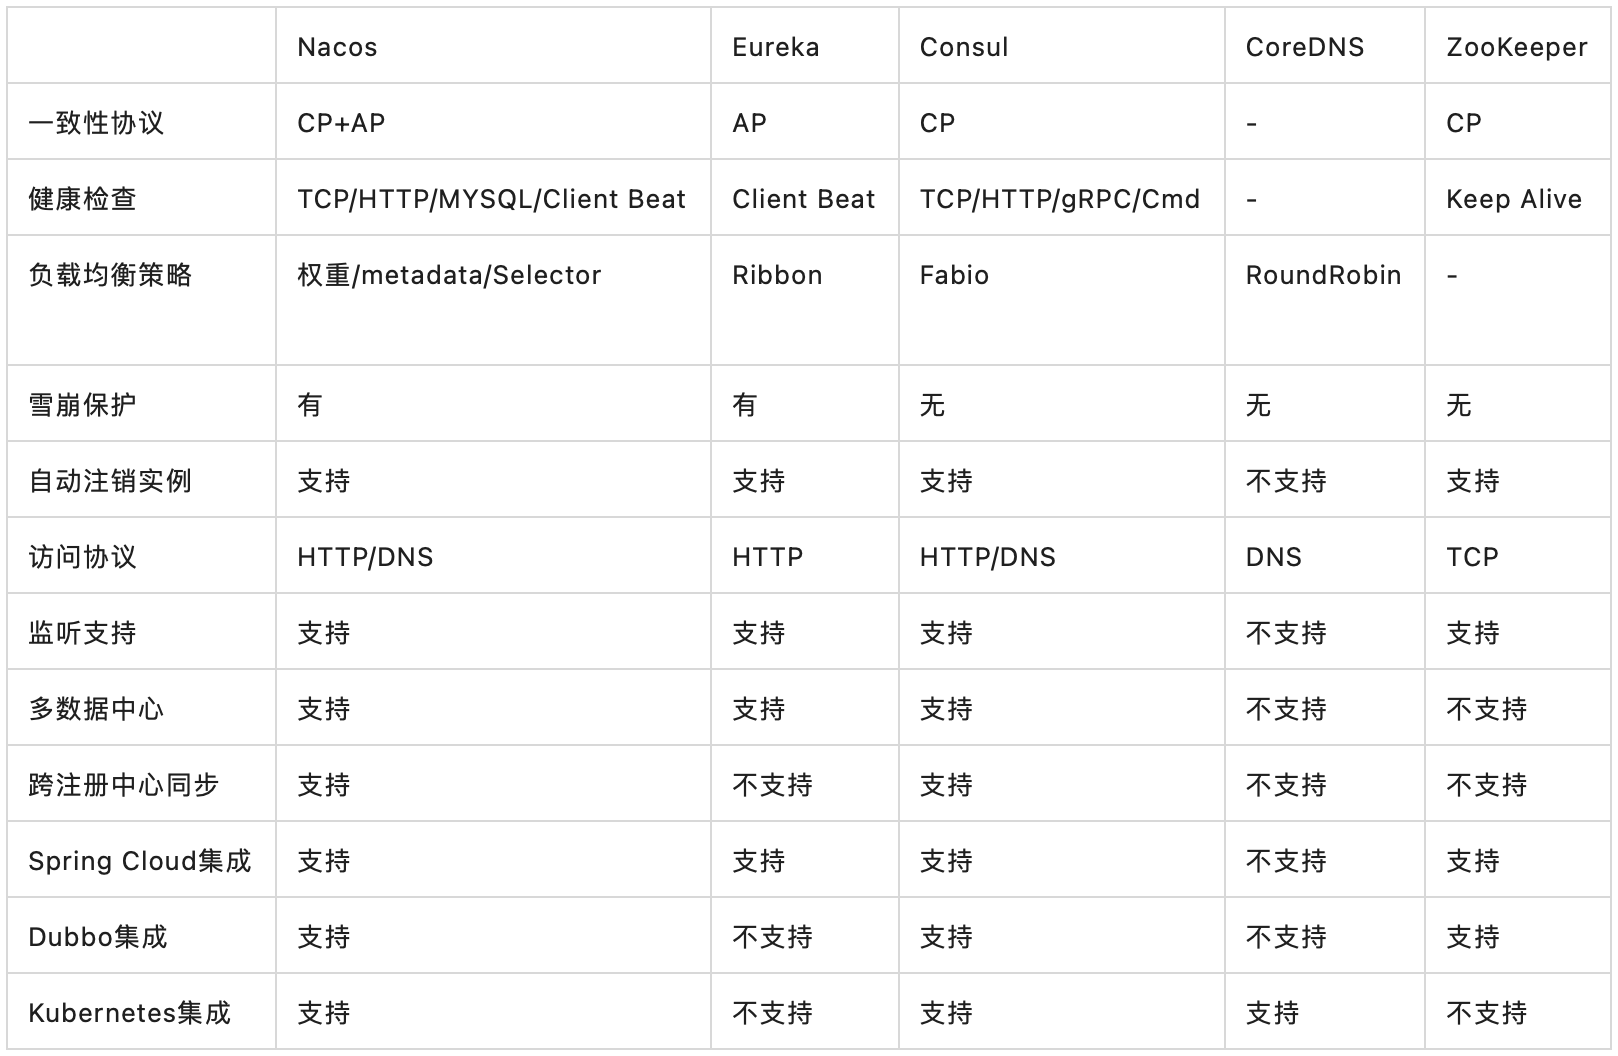 Nacos Eureka Consul CoreDNS ZooKeeper
一致性协议 CP+AP AP CP - CP
健康检查 TCP/HTTP/MYSQL/Client Beat Client Beat TCP/HTTP/gRPC/Cmd - Keep Alive
负载均衡策略 权重/metadata/Selector Ribbon Fabio RoundRobin -
雪崩保护 有 有 无 无 无
自动注销实例 支持 支持 支持 不支持 支持
访问协议 HTTP/DNS HTTP HTTP/DNS DNS TCP
监听支持 支持 支持 支持 不支持 支持
多数据中心 支持 支持 支持 不支持 不支持
跨注册中心同步 支持 不支持 支持 不支持 不支持
Spring Cloud集成 支持 支持 支持 不支持 支持
Dubbo集成 支持 不支持 支持 不支持 支持
Kubernetes集成 支持 不支持 支持 支持 不支持